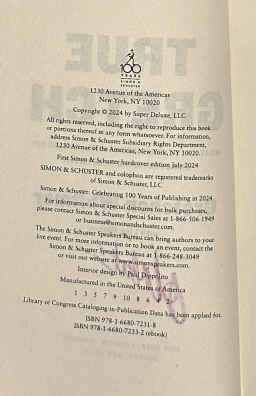 100
YEARS
SIMON &
SCHUSTER
1230 Avenue of the Americas
New York, NY 10020
Copyright © 2024 by Super Deluxe, LLC
All rights reserved, including the right to reproduce this book
or portions thereof in any form whatsoever. For information,
address Simon & Schuster Subsidiary Rights Department,
1230 Avenue of the Americas, New York, NY 10020.
First Simon & Schuster hardcover edition July 2024
SIMON & SCHUSTER and colophon are registered trademarks
of Simon & Schuster, LLC
Simon & Schuster: Celebrating 100 Years of Publishing in 2024
For information about special discounts for bulk purchases,
please contact Simon & Schuster Special Sales at 1-866-506-1949
or business@simonandschuster.com.
The Simon & Schuster Speakers Bureau can bring authors to your
live event. For more information or to book an event, contact the
Simon & Schuster Speakers Bureau at 1-866-248-3049
or visit our website at www.simonspeakers.com.
Interior design by Paul Dippolito
Manufactured in the United States of America
1 3 5 7 9 10 8 6 4 2
Library of Congress Cataloging-in-Publication Data has been applied for.
ISBN 978-1-6680-7231-8
ISBN 978-1-6680-7233-2 (ebook)